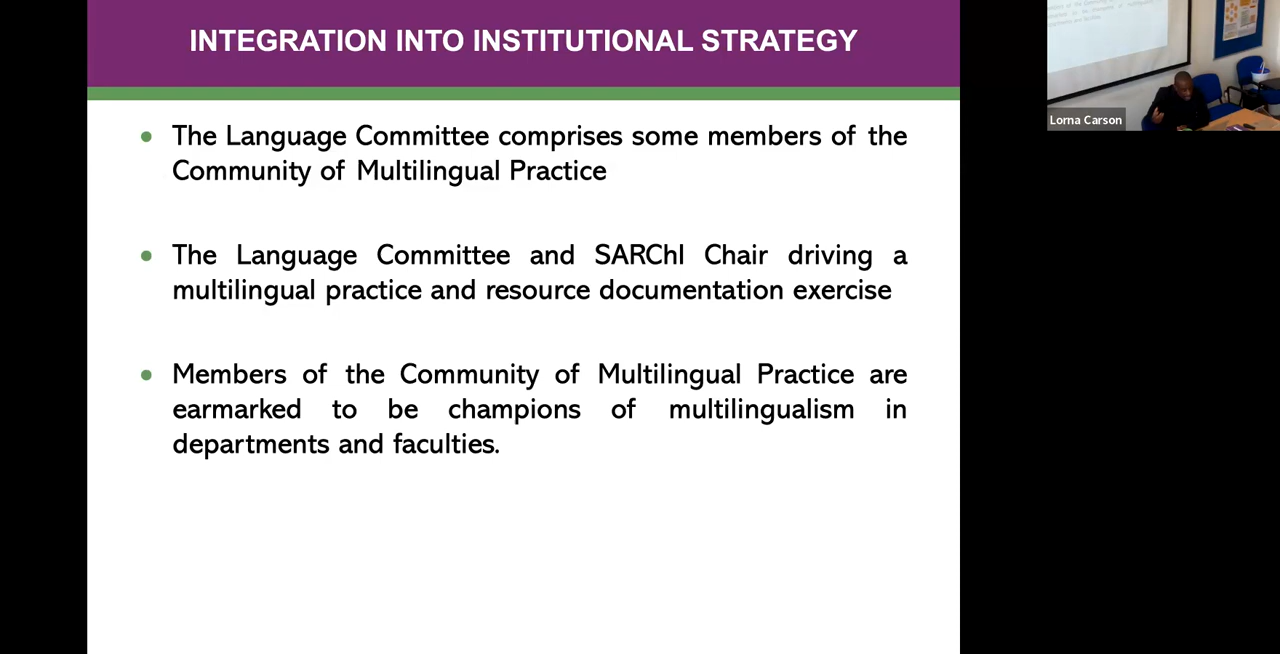 INTEGRATION INTO INSTITUTIONAL STRATEGY
The Language Committee comprises some members of the
Community of Multilingual Practice
The Language Committee and SARChI Chair driving a
multilingual practice and resource documentation exercise
Members of the Community of Multilingual Practice are
earmarked to be champions of multilingualism in
departments and faculties.
Lorna Carson